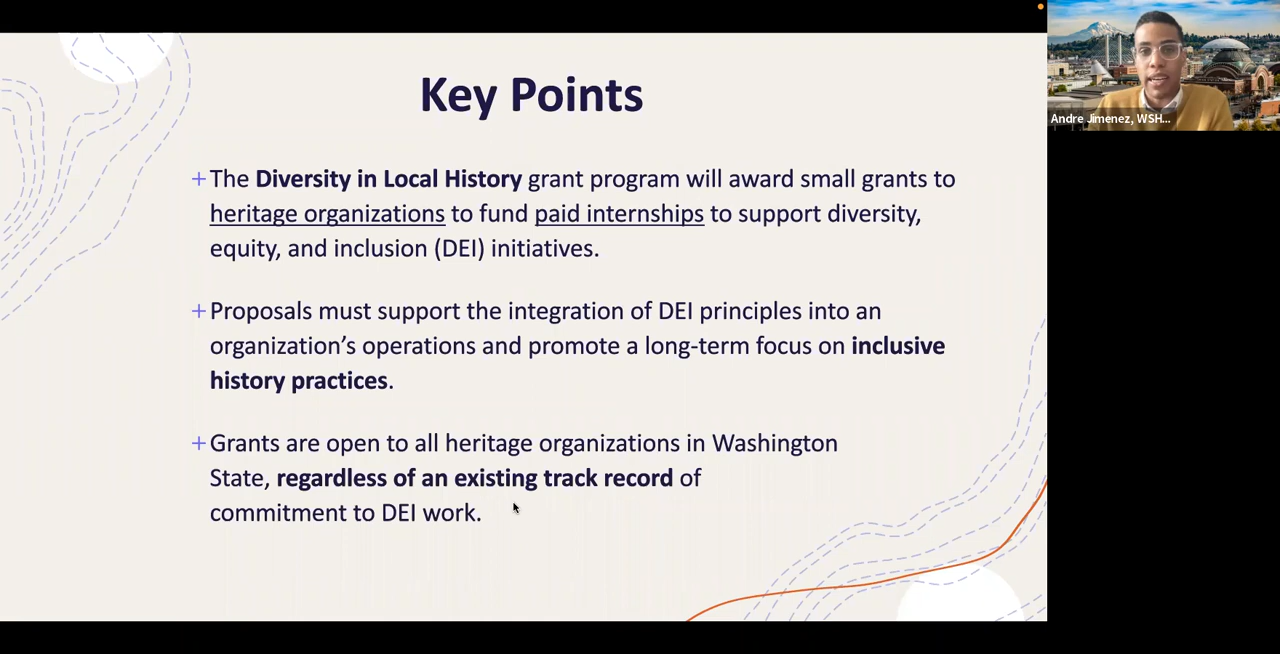 Key Points
+The Diversity in Local History grant program will award small grants to
heritage organizations to fund paid internships to support diversity,
equity, and inclusion (DEI) initiatives.
+Proposals must support the integration of DEI principles into an
organization’s operations and promote a long-term focus on inclusive
history practices.
+Grants are open to all heritage organizations in Washington
State, regardless of an existing track record of
commitment to DEI work.
Andre Jimenez, WSH...